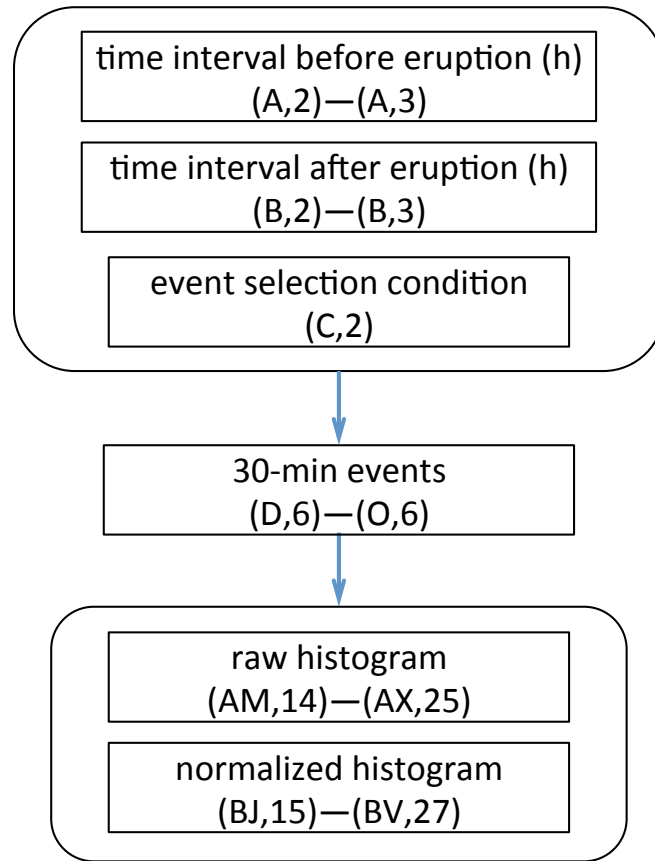 time interval before eruption (h)
(A,2)—(A,3)
time interval after eruption (h)
(B,2)—(B,3)
event selection condition
(C,2)
30-min events
(D,6)—(O,6)
raw histogram
(AM,14)—(AX,25)
normalized histogram
(BJ,15)—(BV,27)